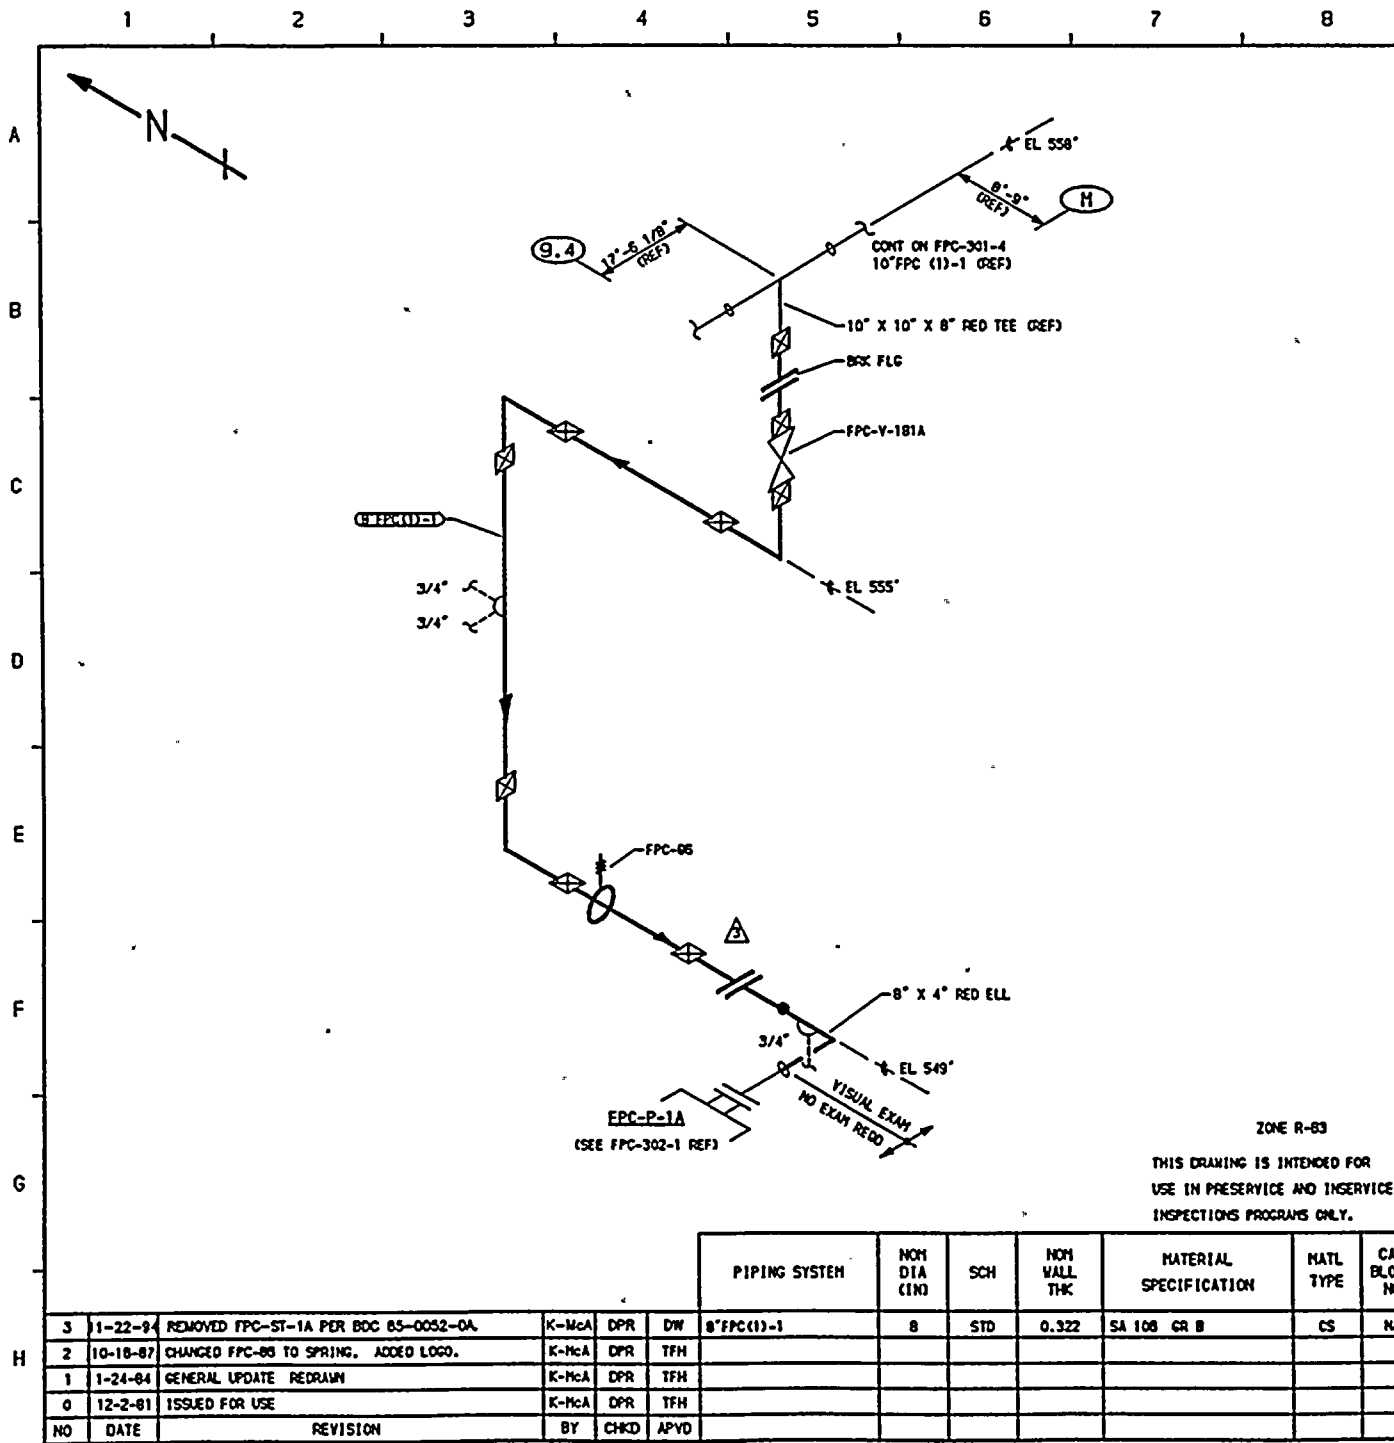 1 2 3 4 5 6 7 8
A
B
C
D
E
F
G
H
N
EL 558'
8'-9"
(REF)
M
9.4
17'-6 1/8"
(REF)
CONT ON FPC-301-4
10"FPC (1)-1 (REF)
10" X 10" X 8" RED TEE (REF)
BRK FLG
FPC-V-181A
8"FPC(1)-1
EL 555'
3/4"
3/4"
3
8" X 4" RED ELL
3/4"
EL 549'
VISUAL EXAM
NO EXAM REQD
FPC-P-1A
(SEE FPC-302-1 REF)
ZONE R-83
THIS DRAWING IS INTENDED FOR
USE IN PRESERVICE AND INSERVICE
INSPECTIONS PROGRAMS ONLY.
PIPING SYSTEM NOM DIA (IN) SCH NOM WALL THK MATERIAL SPECIFICATION MATL TYPE
8"FPC(1)-1 8 STD 0.322 SA 106 GR B CS
3 11-22-94 REMOVED FPC-ST-1A PER BDC 85-0052-0A. K-McA DPR DW
2 CHANGED TO SPRING. ADDED LOGO. K-McA DPR TFH
1 1-24-84 GENERAL UPDATE REDRAWN K-McA DPR TFH
0 12-2-81 ISSUED FOR USE K-McA DPR TFH
NO DATE REVISION BY CHKD APVD